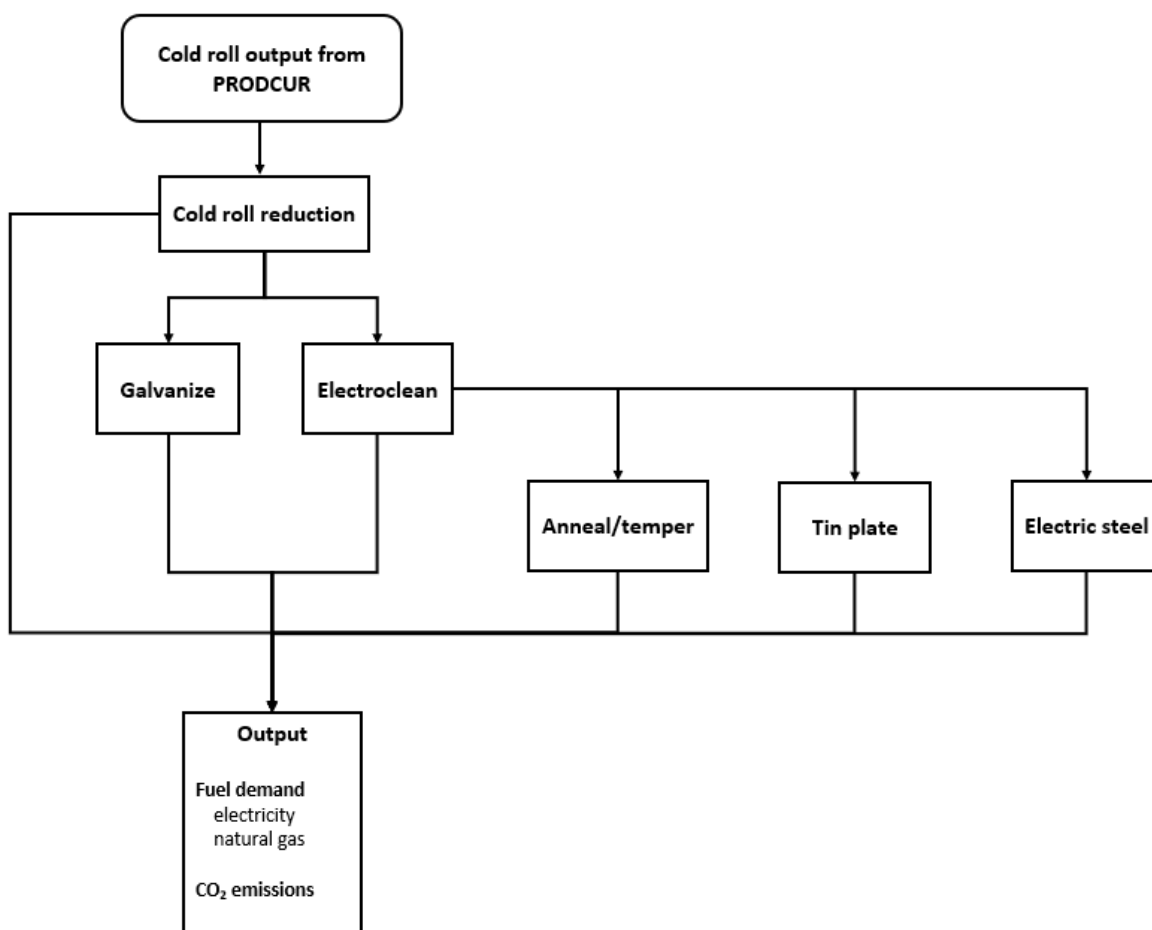 Cold roll output from
PRODCUR
Cold roll reduction
Galvanize
Electroclean
Anneal/temper
Tin plate
Electric steel
Output
Fuel demand
electricity
natural gas
CO₂ emissions